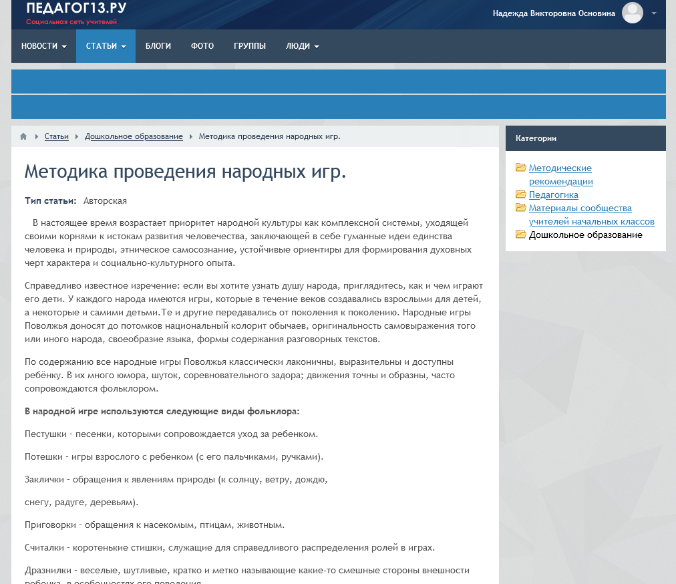 ПЕДАГОГ13.РУ
Социальная сеть учителей
Надежда Викторовна Основина
НОВОСТИ СТАТЬИ БЛОГИ ФОТО ГРУППЫ ЛЮДИ
Статьи Дошкольное образование Методика проведения народных игр.
Методика проведения народных игр.
Тип статьи: Авторская
В настоящее время возрастает приоритет народной культуры как комплексной системы, уходящей
своими корнями к истокам развития человечества, заключающей в себе гуманные идеи единства
человека и природы, этническое самосознание, устойчивые ориентиры для формирования духовных
черт характера и социально-культурного опыта.
Справедливо известное изречение: если вы хотите узнать душу народа, приглядитесь, как и чем играют
его дети. У каждого народа имеются игры, которые в течение веков создавались взрослыми для детей,
а некоторые и самими детьми.Те и другие передавались от поколения к поколению. Народные игры
Поволжья доносят до потомков национальный колорит обычаев, оригинальность самовыражения того
или иного народа, своеобразие языка, формы содержания разговорных текстов.
По содержанию все народные игры Поволжья классически лаконичны, выразительны и доступны
ребёнку. В их много юмора, шуток, соревновательного задора; движения точны и образны, часто
сопровождаются фольклором.
В народной игре используются следующие виды фольклора:
Пестушки – песенки, которыми сопровождается уход за ребенком.
Потешки – игры взрослого с ребенком (с его пальчиками, ручками).
Заклички – обращения к явлениям природы (к солнцу, ветру, дождю,
снегу, радуге, деревьям).
Приговорки – обращения к насекомым, птицам, животным.
Считалки – коротенькие стишки, служащие для справедливого распределения ролей в играх.
Дразнилки – веселые, шутливые, кратко и метко называющие какие-то смешные стороны внешности
ребенка, в особенностях его поведения
Категории
Методические
рекомендации
Педагогика
Материалы сообщества
учителей начальных классов
Дошкольное образование